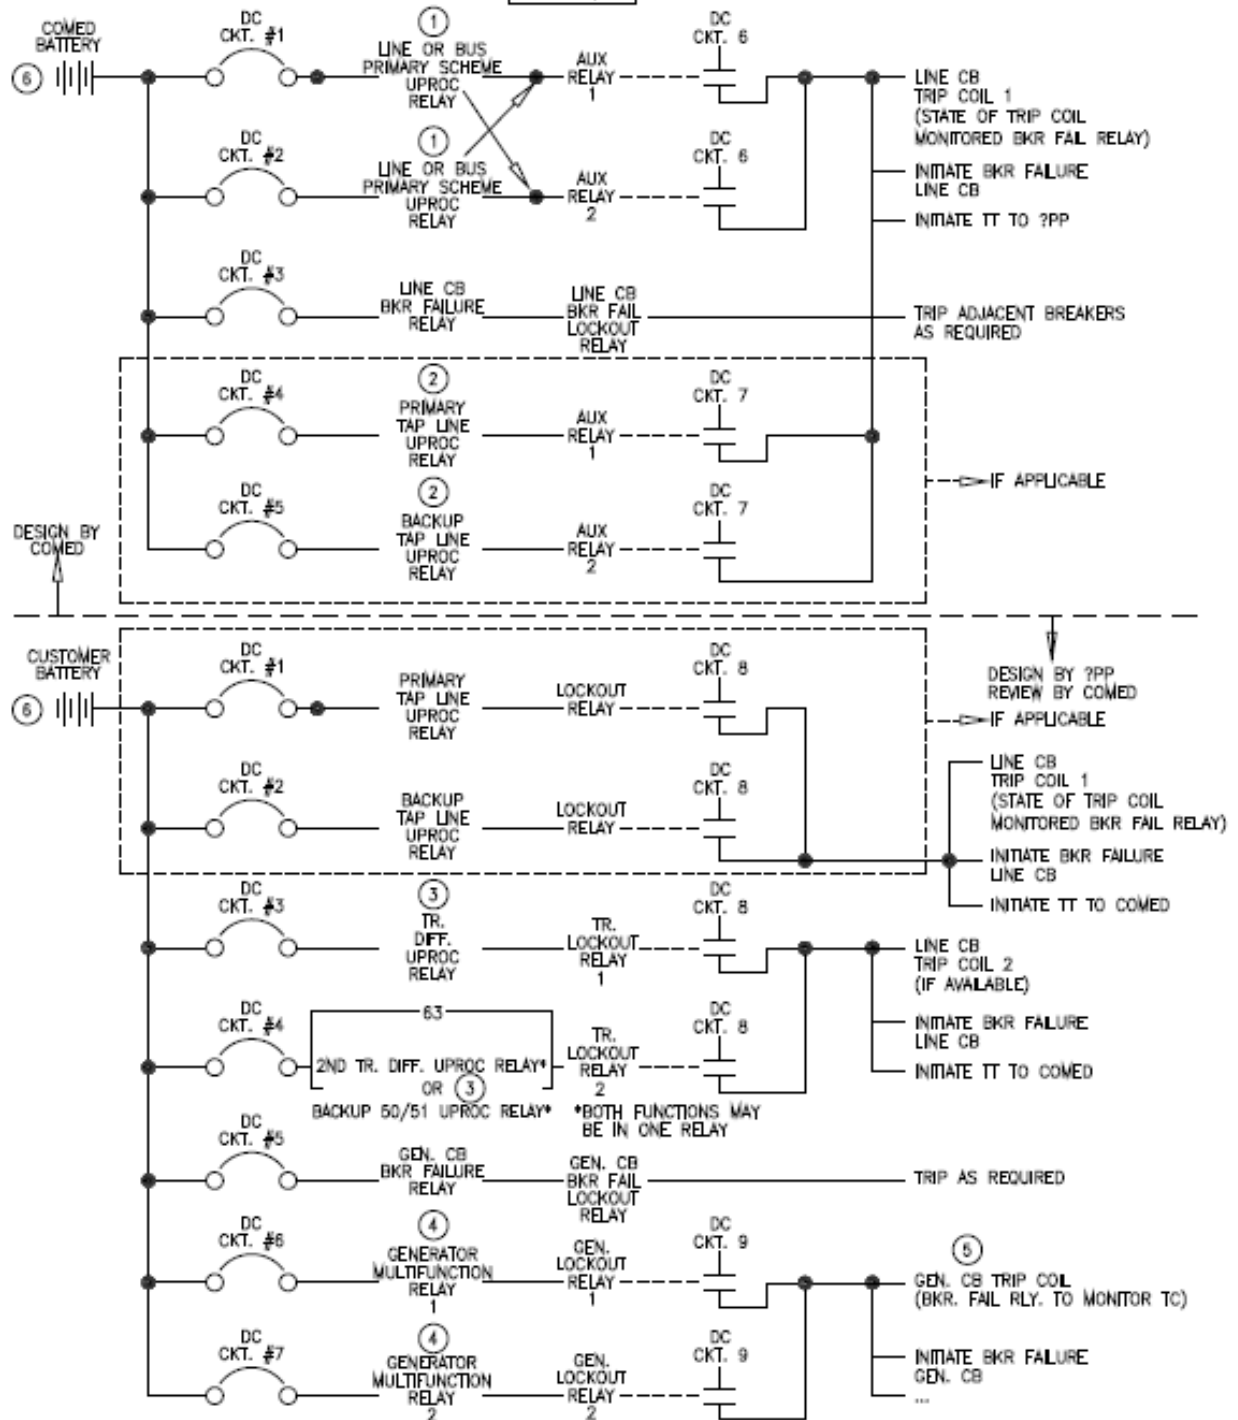 COMED
BATTERY
6
DC
CKT. #1
1
LINE OR BUS
PRIMARY SCHEME
UPROC
RELAY
AUX
RELAY
1
DC
CKT. 6
LINE CB
TRIP COIL 1
(STATE OF TRIP COIL
MONITORED BKR FAIL RELAY)
DC
CKT. #2
1
LINE OR BUS
PRIMARY SCHEME
UPROC
RELAY
AUX
RELAY
2
DC
CKT. 6
INITIATE BKR FAILURE
LINE CB
INITIATE TT TO ?PP
DC
CKT. #3
LINE CB
BKR FAILURE
RELAY
LINE CB
BKR FAIL
LOCKOUT
RELAY
TRIP ADJACENT BREAKERS
AS REQUIRED
DC
CKT. #4
2
PRIMARY
TAP LINE
UPROC
RELAY
AUX
RELAY
1
DC
CKT. 7
IF APPLICABLE
DC
CKT. #5
2
BACKUP
TAP LINE
UPROC
RELAY
AUX
RELAY
2
DC
CKT. 7
DESIGN BY
COMED
DESIGN BY ?PP
REVIEW BY COMED
CUSTOMER
BATTERY
6
DC
CKT. #1
PRIMARY
TAP LINE
UPROC
RELAY
LOCKOUT
RELAY
DC
CKT. 8
IF APPLICABLE
DC
CKT. #2
BACKUP
TAP LINE
UPROC
RELAY
LOCKOUT
RELAY
DC
CKT. 8
LINE CB
TRIP COIL 1
(STATE OF TRIP COIL
MONITORED BKR FAIL RELAY)
INITIATE BKR FAILURE
LINE CB
INITIATE TT TO COMED
DC
CKT. #3
3
TR.
DIFF.
UPROC
RELAY
TR.
LOCKOUT
RELAY
1
DC
CKT. 8
LINE CB
TRIP COIL 2
(IF AVAILABLE)
DC
CKT. #4
63
2ND TR. DIFF. UPROC RELAY*
OR 3
BACKUP 50/51 UPROC RELAY*
TR.
LOCKOUT
RELAY
2
*BOTH FUNCTIONS MAY
BE IN ONE RELAY
DC
CKT. 8
INITIATE BKR FAILURE
LINE CB
INITIATE TT TO COMED
DC
CKT. #5
GEN. CB
BKR FAILURE
RELAY
GEN. CB
BKR FAIL
LOCKOUT
RELAY
TRIP AS REQUIRED
DC
CKT. #6
4
GENERATOR
MULTIFUNCTION
RELAY
1
GEN.
LOCKOUT
RELAY
1
DC
CKT. 9
5
GEN. CB TRIP COIL
(BKR. FAIL RLY. TO MONITOR TC)
DC
CKT. #7
4
GENERATOR
MULTIFUNCTION
RELAY
2
GEN.
LOCKOUT
RELAY
2
DC
CKT. 9
INITIATE BKR FAILURE
GEN. CB
...